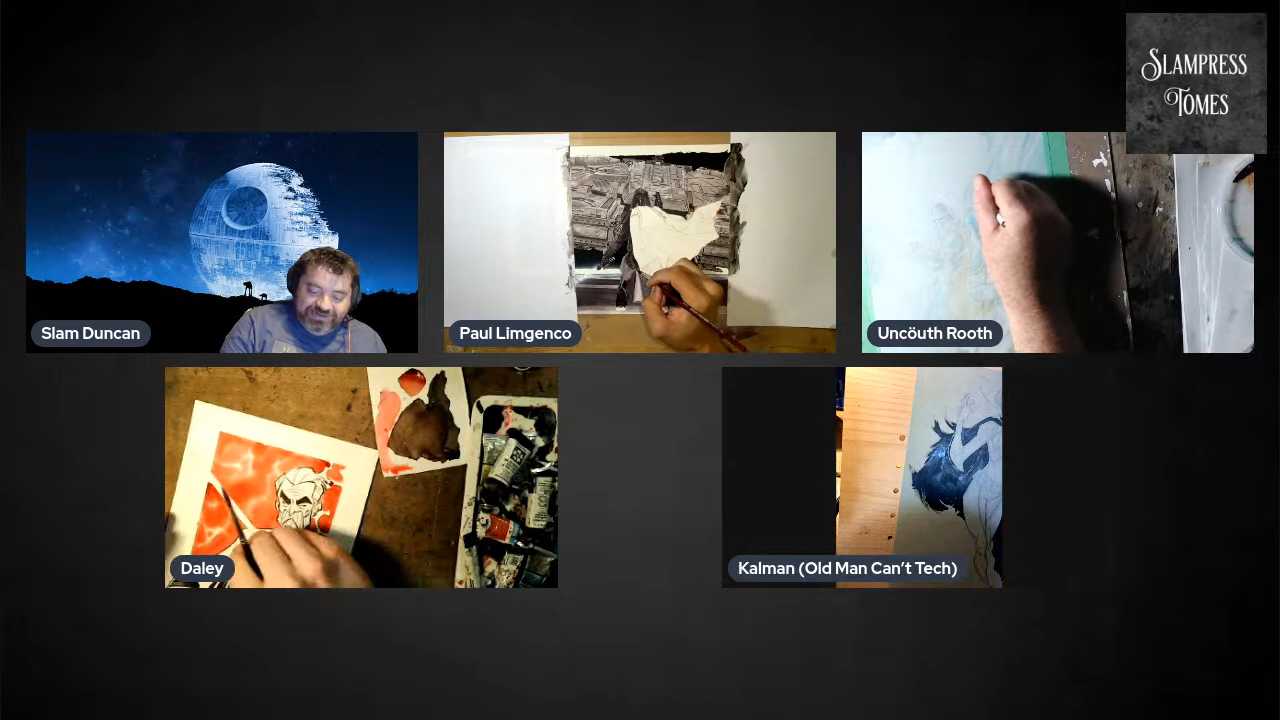 SLAMPRESS
TOMES
Slam Duncan
Paul Limgenco
Uncöuth Rooth
Daley
Kalman (Old Man Can't Tech)